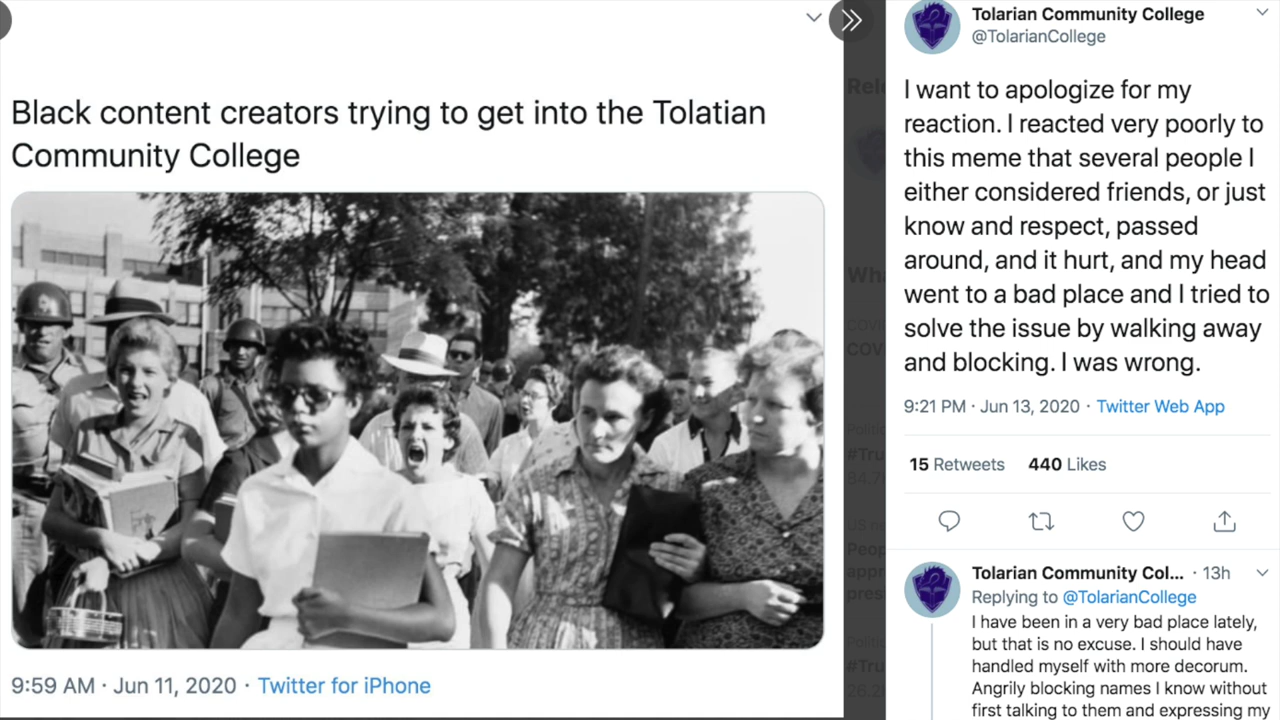 Black content creators trying to get into the Tolatian
Community College
9:59 AM · Jun 11, 2020 · Twitter for iPhone
Tolarian Community College
@TolarianCollege
I want to apologize for my
reaction. I reacted very poorly to
this meme that several people I
either considered friends, or just
know and respect, passed
around, and it hurt, and my head
went to a bad place and I tried to
solve the issue by walking away
and blocking. I was wrong.
9:21 PM · Jun 13, 2020 · Twitter Web App
15 Retweets 440 Likes
Tolarian Community Col... · 13h
Replying to @TolarianCollege
I have been in a very bad place lately,
but that is no excuse. I should have
handled myself with more decorum.
Angrily blocking names I know without
first talking to them and expressing my